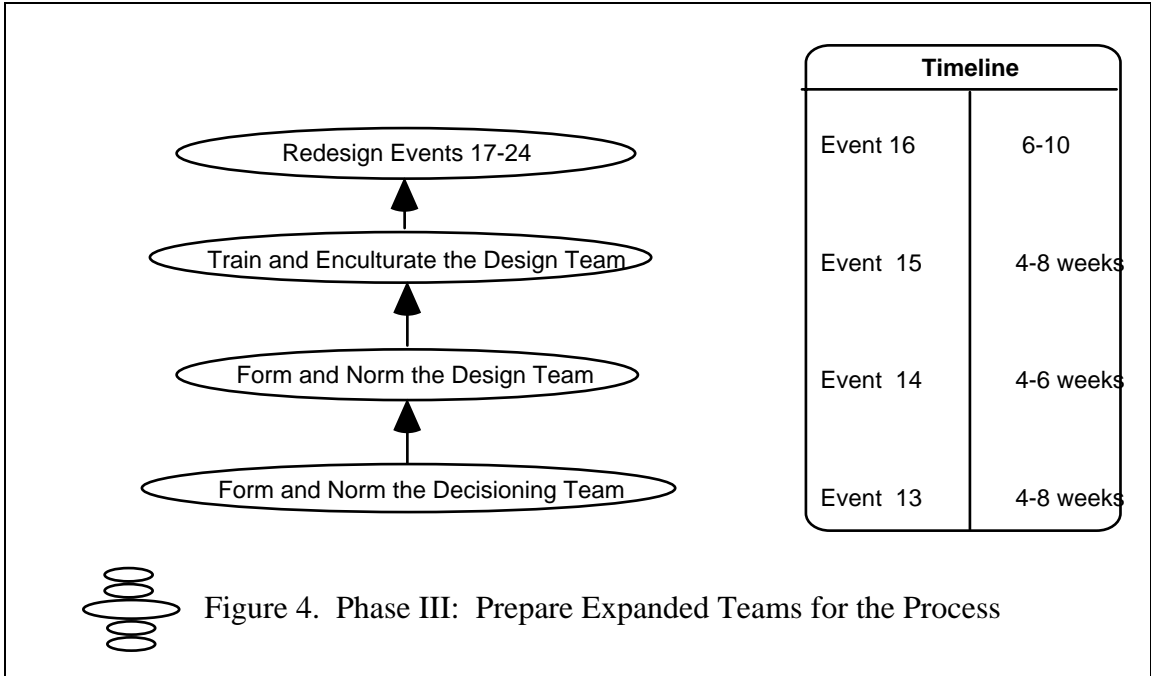 Timeline
Redesign Events 17-24
Event 16 6-10
Train and Enculturate the Design Team
Event 15 4-8 weeks
Form and Norm the Design Team
Event 14 4-6 weeks
Form and Norm the Decisioning Team
Event 13 4-8 weeks
Figure 4. Phase III: Prepare Expanded Teams for the Process